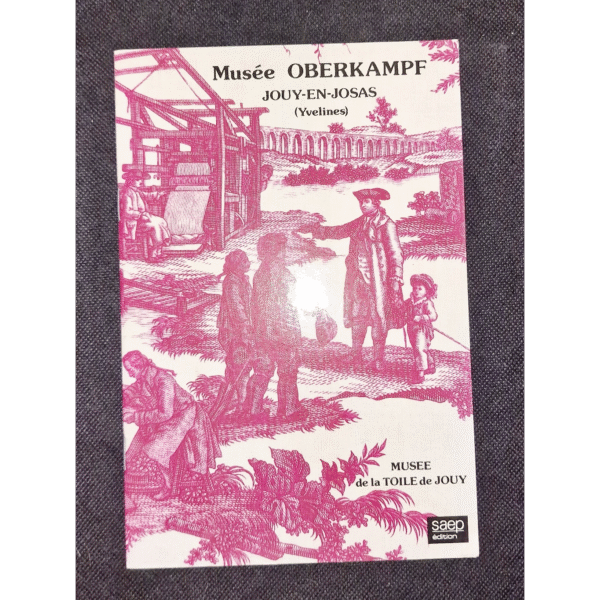 Musée OBERKAMPF
JOUY-EN-JOSAS
(Yvelines)
MUSEE
de la TOILE de JOUY
saep
édition